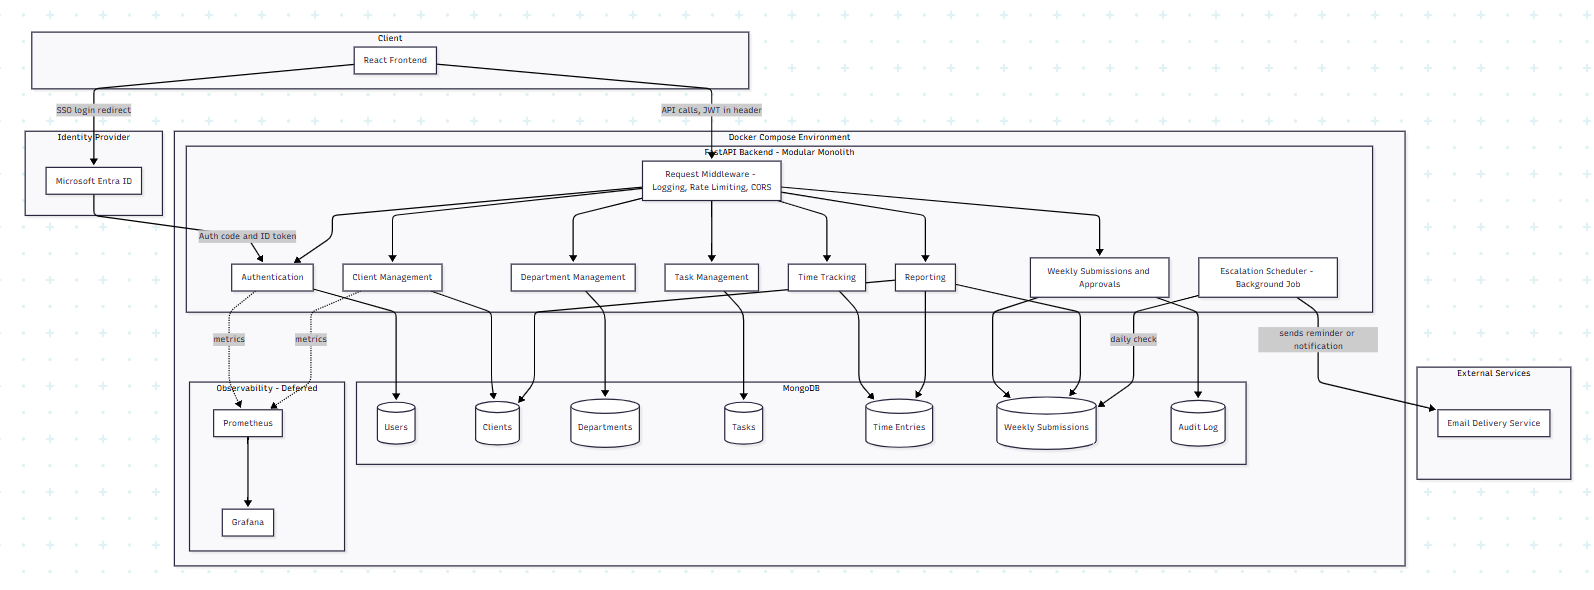 Client
React Frontend
SSO login redirect
API calls, JWT in header
Identity Provider
Microsoft Entra ID
Docker Compose Environment
FastAPI Backend - Modular Monolith
Request Middleware -
Logging, Rate Limiting, CORS
Auth code and ID token
Authentication
Client Management
Department Management
Task Management
Time Tracking
Reporting
Weekly Submissions and
Approvals
Escalation Scheduler -
Background Job
metrics
metrics
daily check
sends reminder or
notification
Observability - Deferred
Prometheus
Grafana
MongoDB
Users
Clients
Departments
Tasks
Time Entries
Weekly Submissions
Audit Log
External Services
Email Delivery Service